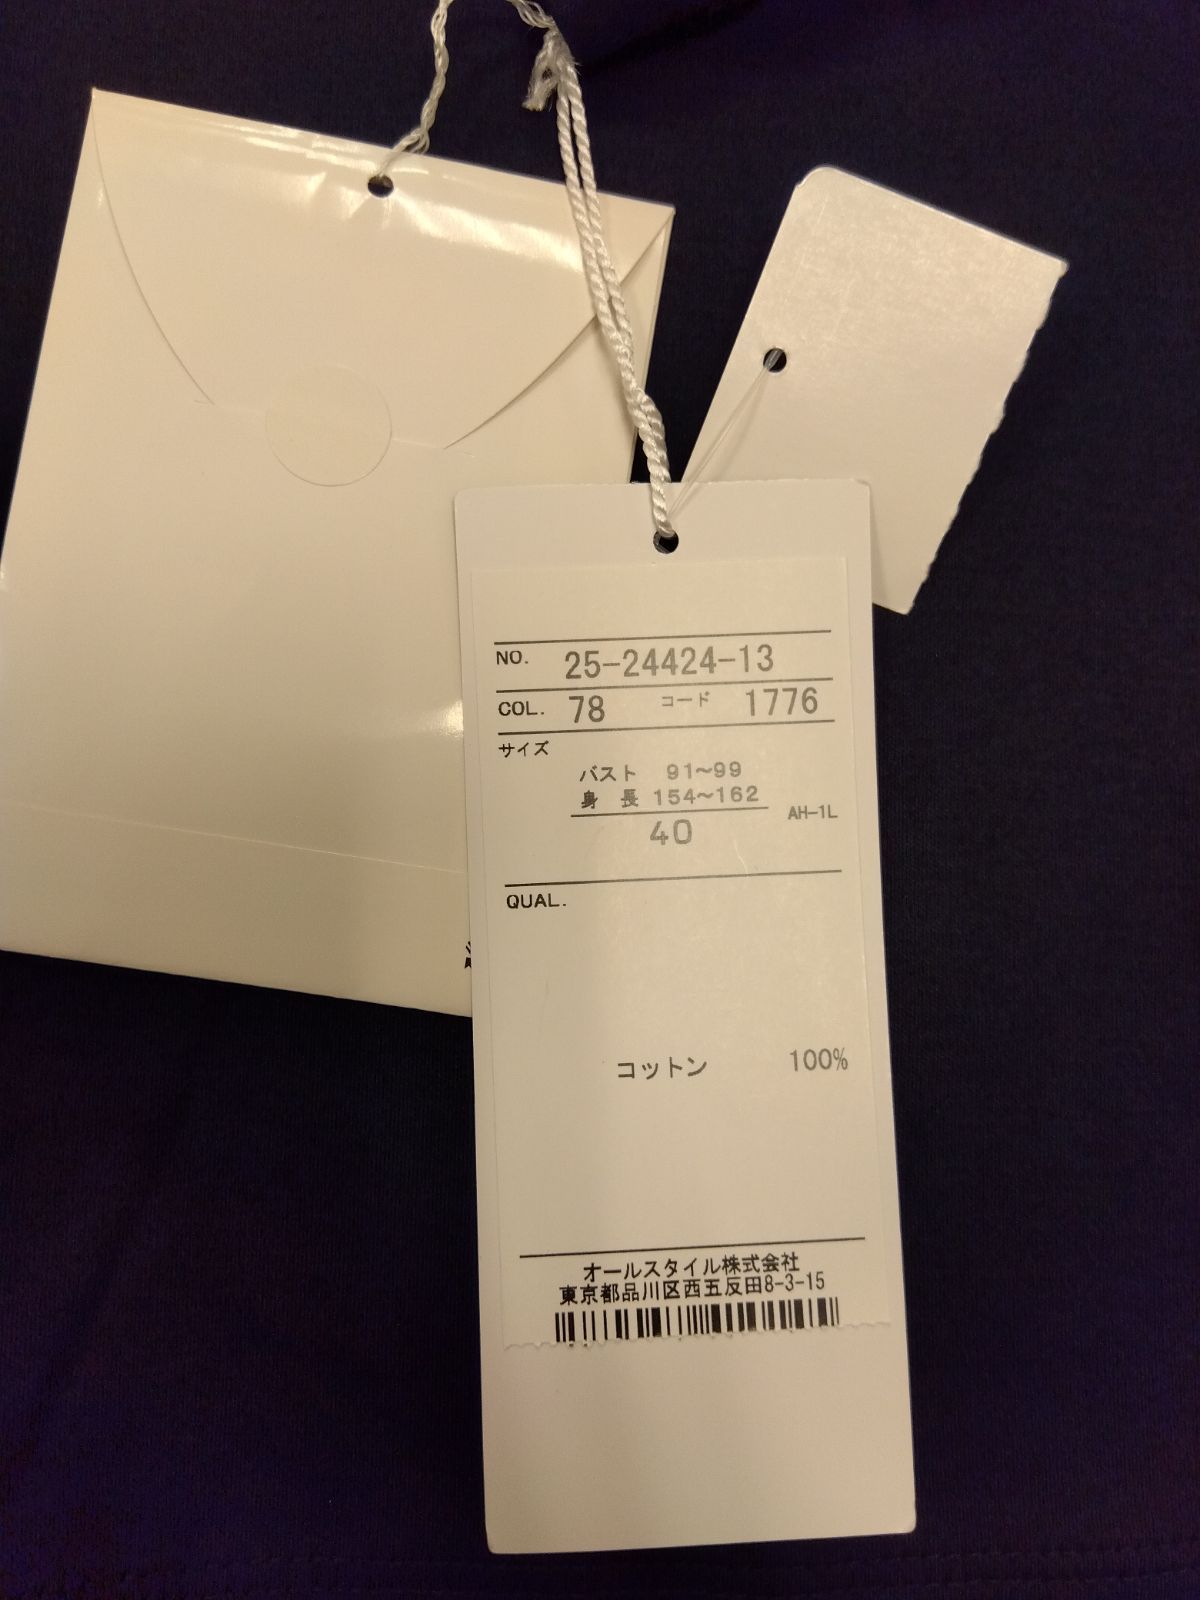 NO. 25-24424-13
COL. 78 コード 1776
サイズ
バスト 91～99
身 長 154～162
40 AH-1L
QUAL.
コットン 100%
オールスタイル株式会社
東京都品川区西五反田8-3-15